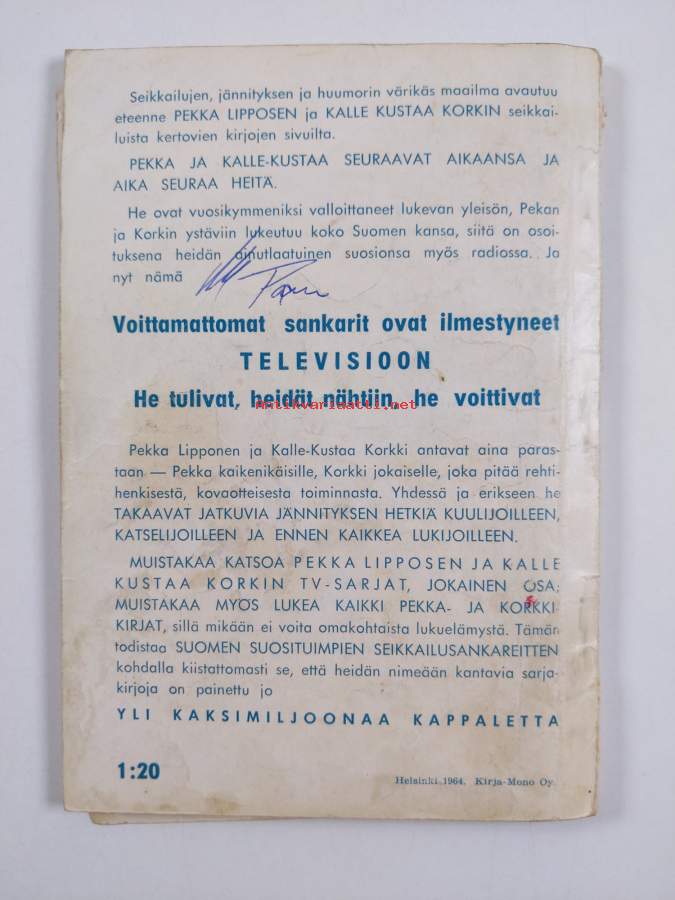 Seikkailujen, jännityksen ja huumorin värikäs maailma avautuu
eteenne PEKKA LIPPOSEN ja KALLE KUSTAA KORKIN seikkai-
luista kertovien kirjojen sivuilta.
PEKKA JA KALLE-KUSTAA SEURAAVAT AIKAANSA JA
AIKA SEURAA HEITÄ.
He ovat vuosikymmeniksi valloittaneet lukevan yleisön, Pekan
ja Korkin ystäviin lukeutuu koko Suomen kansa, siitä on osoi-
tuksena heidän ainutlaatuinen suosionsa myös radiossa. Ja
nyt nämä
Voittamattomat sankarit ovat ilmestyneet
TELEVISIOON
He tulivat, heidät nähtiin, he voittivat
Antikvariaatti.net
Pekka Lipponen ja Kalle-Kustaa Korkki antavat aina paras-
taan — Pekka kaikenikäisille, Korkki jokaiselle, joka pitää rehti-
henkisestä, kovaotteisesta toiminnasta. Yhdessä ja erikseen he
TAKAAVAT JATKUVIA JÄNNITYKSEN HETKIÄ KUULIJOILLEEN,
KATSELIJOILLEEN JA ENNEN KAIKKEA LUKIJOILLEEN.
MUISTAKAA KATSOA PEKKA LIPPOSEN JA KALLE
KUSTAA KORKIN TV-SARJAT, JOKAINEN OSA;
MUISTAKAA MYÖS LUKEA KAIKKI PEKKA- JA KORKKI-
KIRJAT, sillä mikään ei voita omakohtaista lukuelämystä. Tämän
todistaa SUOMEN SUOSITUIMPIEN SEIKKAILUSANKAREITTEN
kohdalla kiistattomasti se, että heidän nimeään kantavia sarja-
kirjoja on painettu jo
YLI KAKSIMILJOONAA KAPPALETTA
1:20
Helsinki 1964. Kirja-Mono Oy.